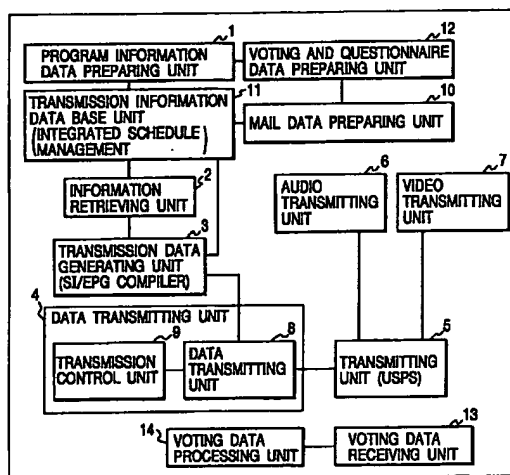 1
PROGRAM INFORMATION
DATA PREPARING UNIT
12
VOTING AND QUESTIONNAIRE
DATA PREPARING UNIT
11
TRANSMISSION INFORMATION
DATA BASE UNIT
(INTEGRATED SCHEDULE)
MANAGEMENT
10
MAIL DATA PREPARING UNIT
2
INFORMATION
RETRIEVING UNIT
6
AUDIO
TRANSMITTING
UNIT
7
VIDEO
TRANSMITTING
UNIT
3
TRANSMISSION DATA
GENERATING UNIT
(SI/EPG COMPILER)
4
DATA TRANSMITTING UNIT
9
TRANSMISSION
CONTROL UNIT
8
DATA
TRANSMITTING
UNIT
5
TRANSMITTING
UNIT (USPS)
14
VOTING DATA
PROCESSING UNIT
13
VOTING DATA
RECEIVING UNIT